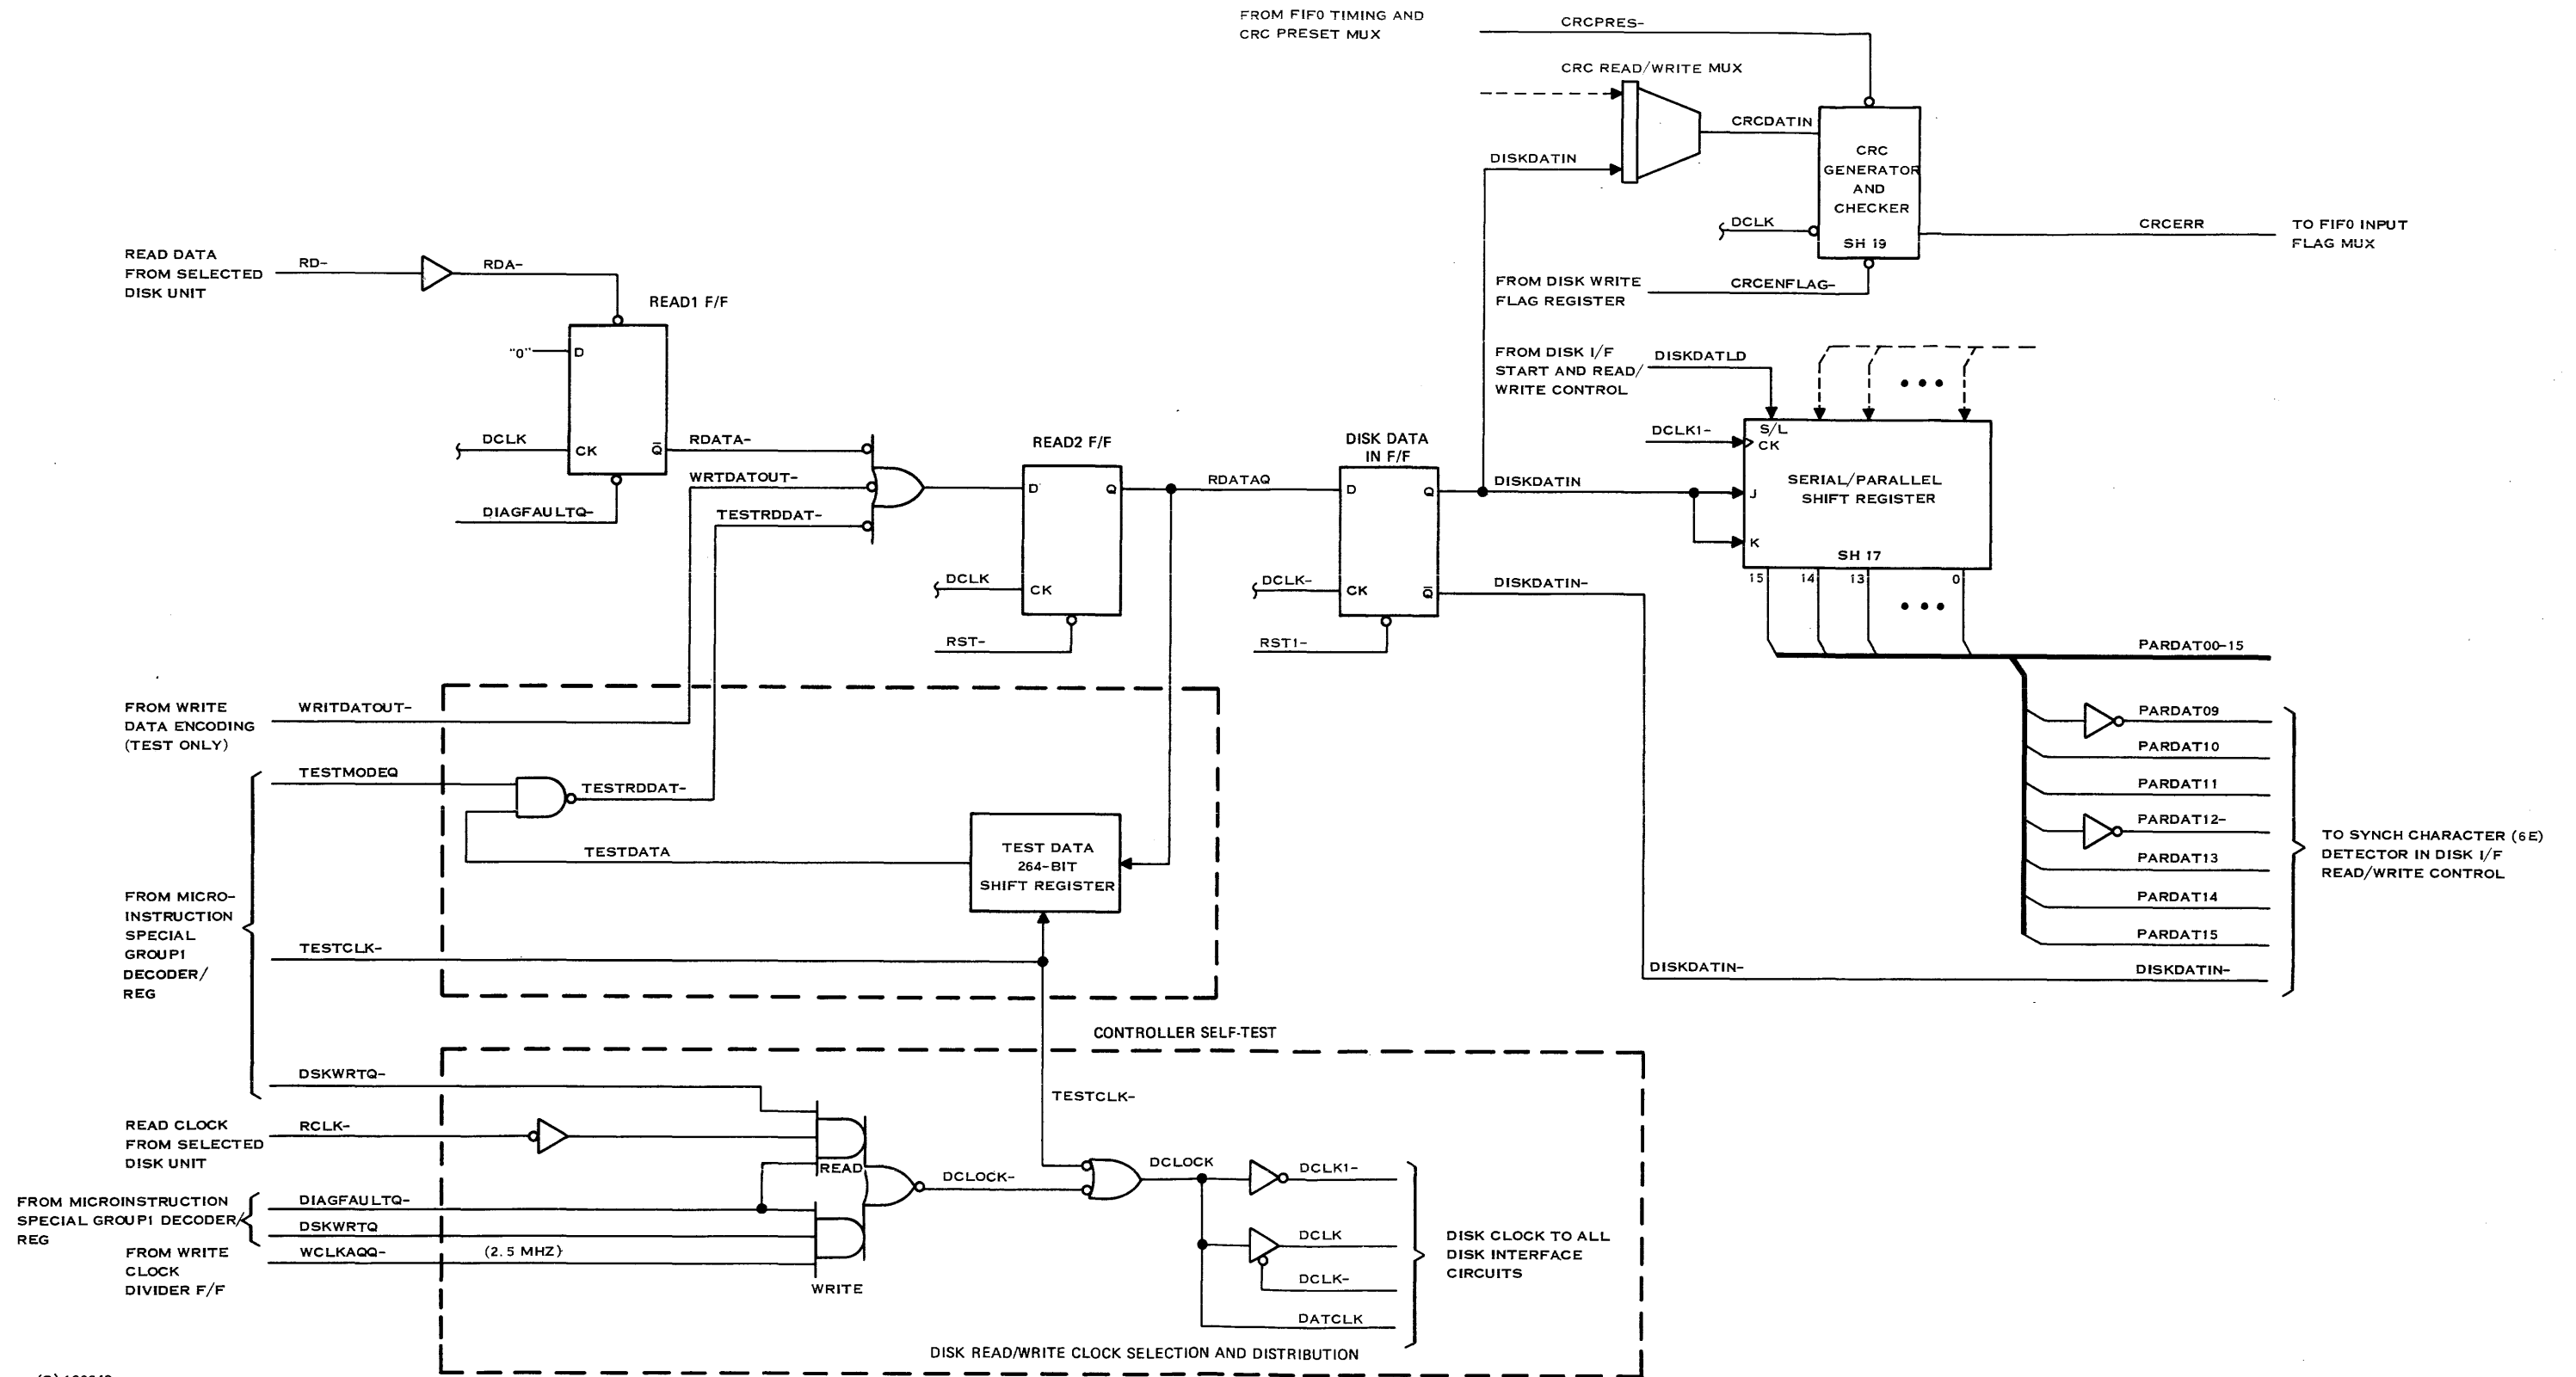 FROM FIF0 TIMING AND
CRC PRESET MUX
CRCPRES-
CRC READ/WRITE MUX
CRCDATIN
DISKDATIN
CRC
GENERATOR
AND
CHECKER
SH 19
DCLK
CRCERR
TO FIF0 INPUT
FLAG MUX
FROM DISK WRITE
FLAG REGISTER
CRCENFLAG-
READ DATA
FROM SELECTED
DISK UNIT
RD-
RDA-
READ1 F/F
"0"
D
DCLK
CK
Q
RDATA-
DIAGFAULTQ-
WRTDATOUT-
TESTRDDAT-
READ2 F/F
D
Q
DCLK
CK
RST-
RDATAQ
DISK DATA
IN F/F
D
Q
DCLK-
CK
Q
RST1-
DISKDATIN
DISKDATIN-
FROM DISK I/F
START AND READ/
WRITE CONTROL
DISKDATLD
DCLK1-
S/L
CK
J
K
SERIAL/PARALLEL
SHIFT REGISTER
SH 17
15
14
13
0
PARDAT00-15
PARDAT09
PARDAT10
PARDAT11
PARDAT12-
PARDAT13
PARDAT14
PARDAT15
DISKDATIN-
DISKDATIN-
TO SYNCH CHARACTER (6E)
DETECTOR IN DISK I/F
READ/WRITE CONTROL
FROM WRITE
DATA ENCODING
(TEST ONLY)
WRITDATOUT-
TESTMODEQ
TESTRDDAT-
TESTDATA
TEST DATA
264-BIT
SHIFT REGISTER
FROM MICRO-
INSTRUCTION
SPECIAL
GROUP1
DECODER/
REG
TESTCLK-
CONTROLLER SELF-TEST
DSKWRTQ-
TESTCLK-
READ CLOCK
FROM SELECTED
DISK UNIT
RCLK-
READ
FROM MICROINSTRUCTION
SPECIAL GROUP1 DECODER/
REG
DIAGFAULTQ-
DSKWRTQ
FROM WRITE
CLOCK
DIVIDER F/F
WCLKAQQ-
(2.5 MHZ)
WRITE
DCLOCK-
DCLOCK
DCLK1-
DCLK
DCLK-
DATCLK
DISK CLOCK TO ALL
DISK INTERFACE
CIRCUITS
DISK READ/WRITE CLOCK SELECTION AND DISTRIBUTION